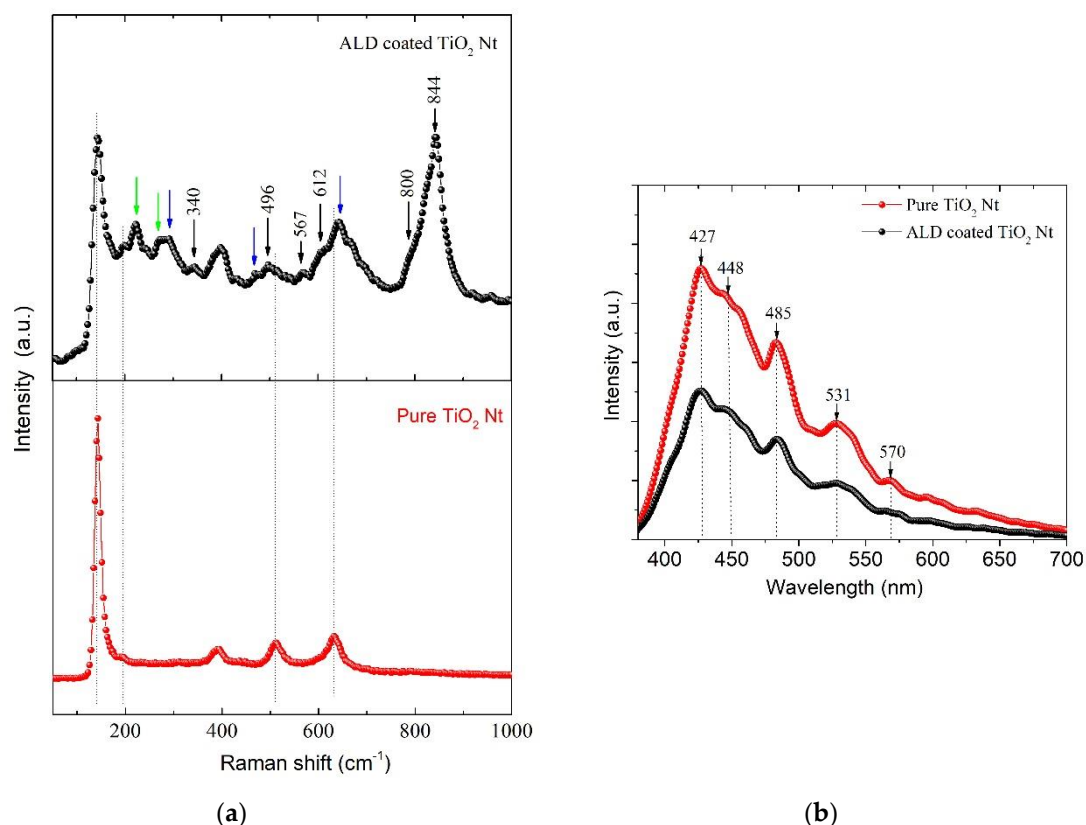 ALD coated TiO₂ Nt
340
496
567
612
800
844
Pure TiO₂ Nt
Intensity (a.u.)
200
400
600
800
1000
Raman shift (cm⁻¹)
(a)
Pure TiO₂ Nt
ALD coated TiO₂ Nt
427
448
485
531
570
Intensity (a.u.)
400
450
500
550
600
650
700
Wavelength (nm)
(b)